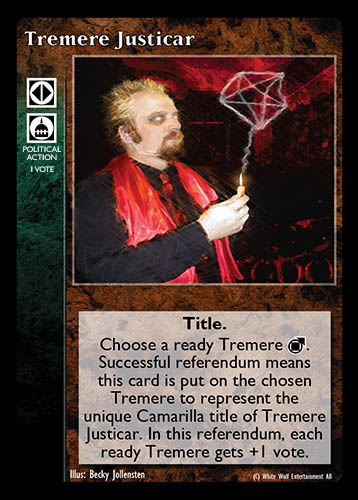 Tremere Justicar
POLITICAL
ACTION
1 VOTE
Title.
Choose a ready Tremere .
Successful referendum means
this card is put on the chosen
Tremere to represent the
unique Camarilla title of Tremere
Justicar. In this referendum, each
ready Tremere gets +1 vote.
Illus: Becky Jollensten
(C) White Wolf Entertainment AB